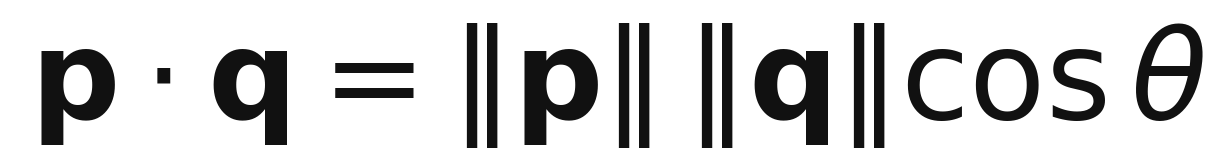 p · q = ‖p‖ ‖q‖cos θ